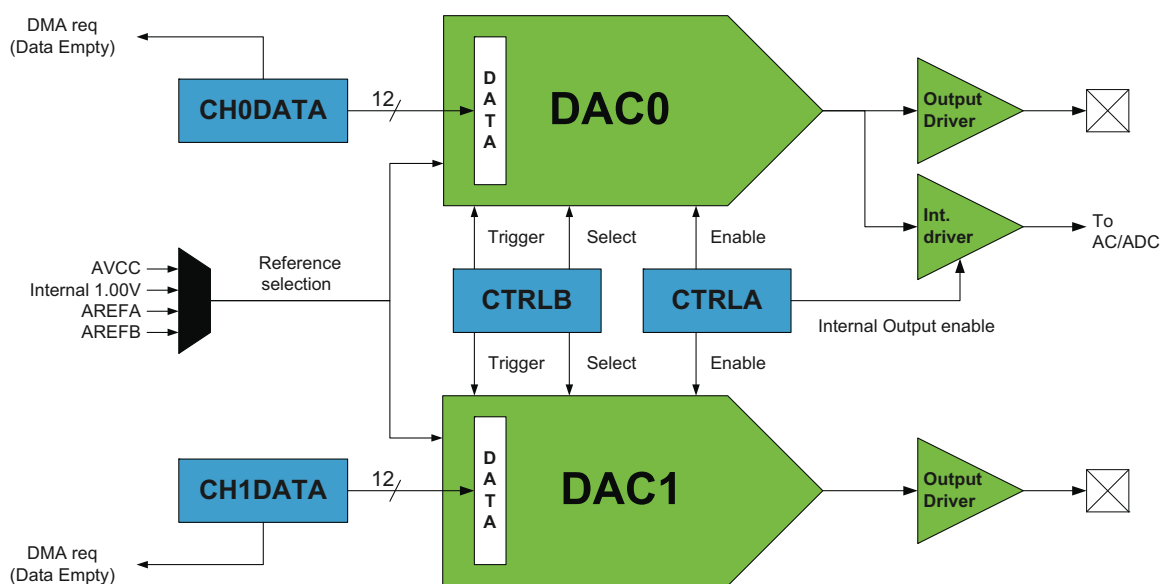 DMA req
(Data Empty)
CH0DATA
12
DATA
DAC0
Output
Driver
Int.
driver
To
AC/ADC
Trigger
Select
Enable
AVCC
Internal 1.00V
AREFA
AREFB
Reference
selection
CTRLB
CTRLA
Internal Output enable
Trigger
Select
Enable
CH1DATA
12
DATA
DAC1
Output
Driver
DMA req
(Data Empty)